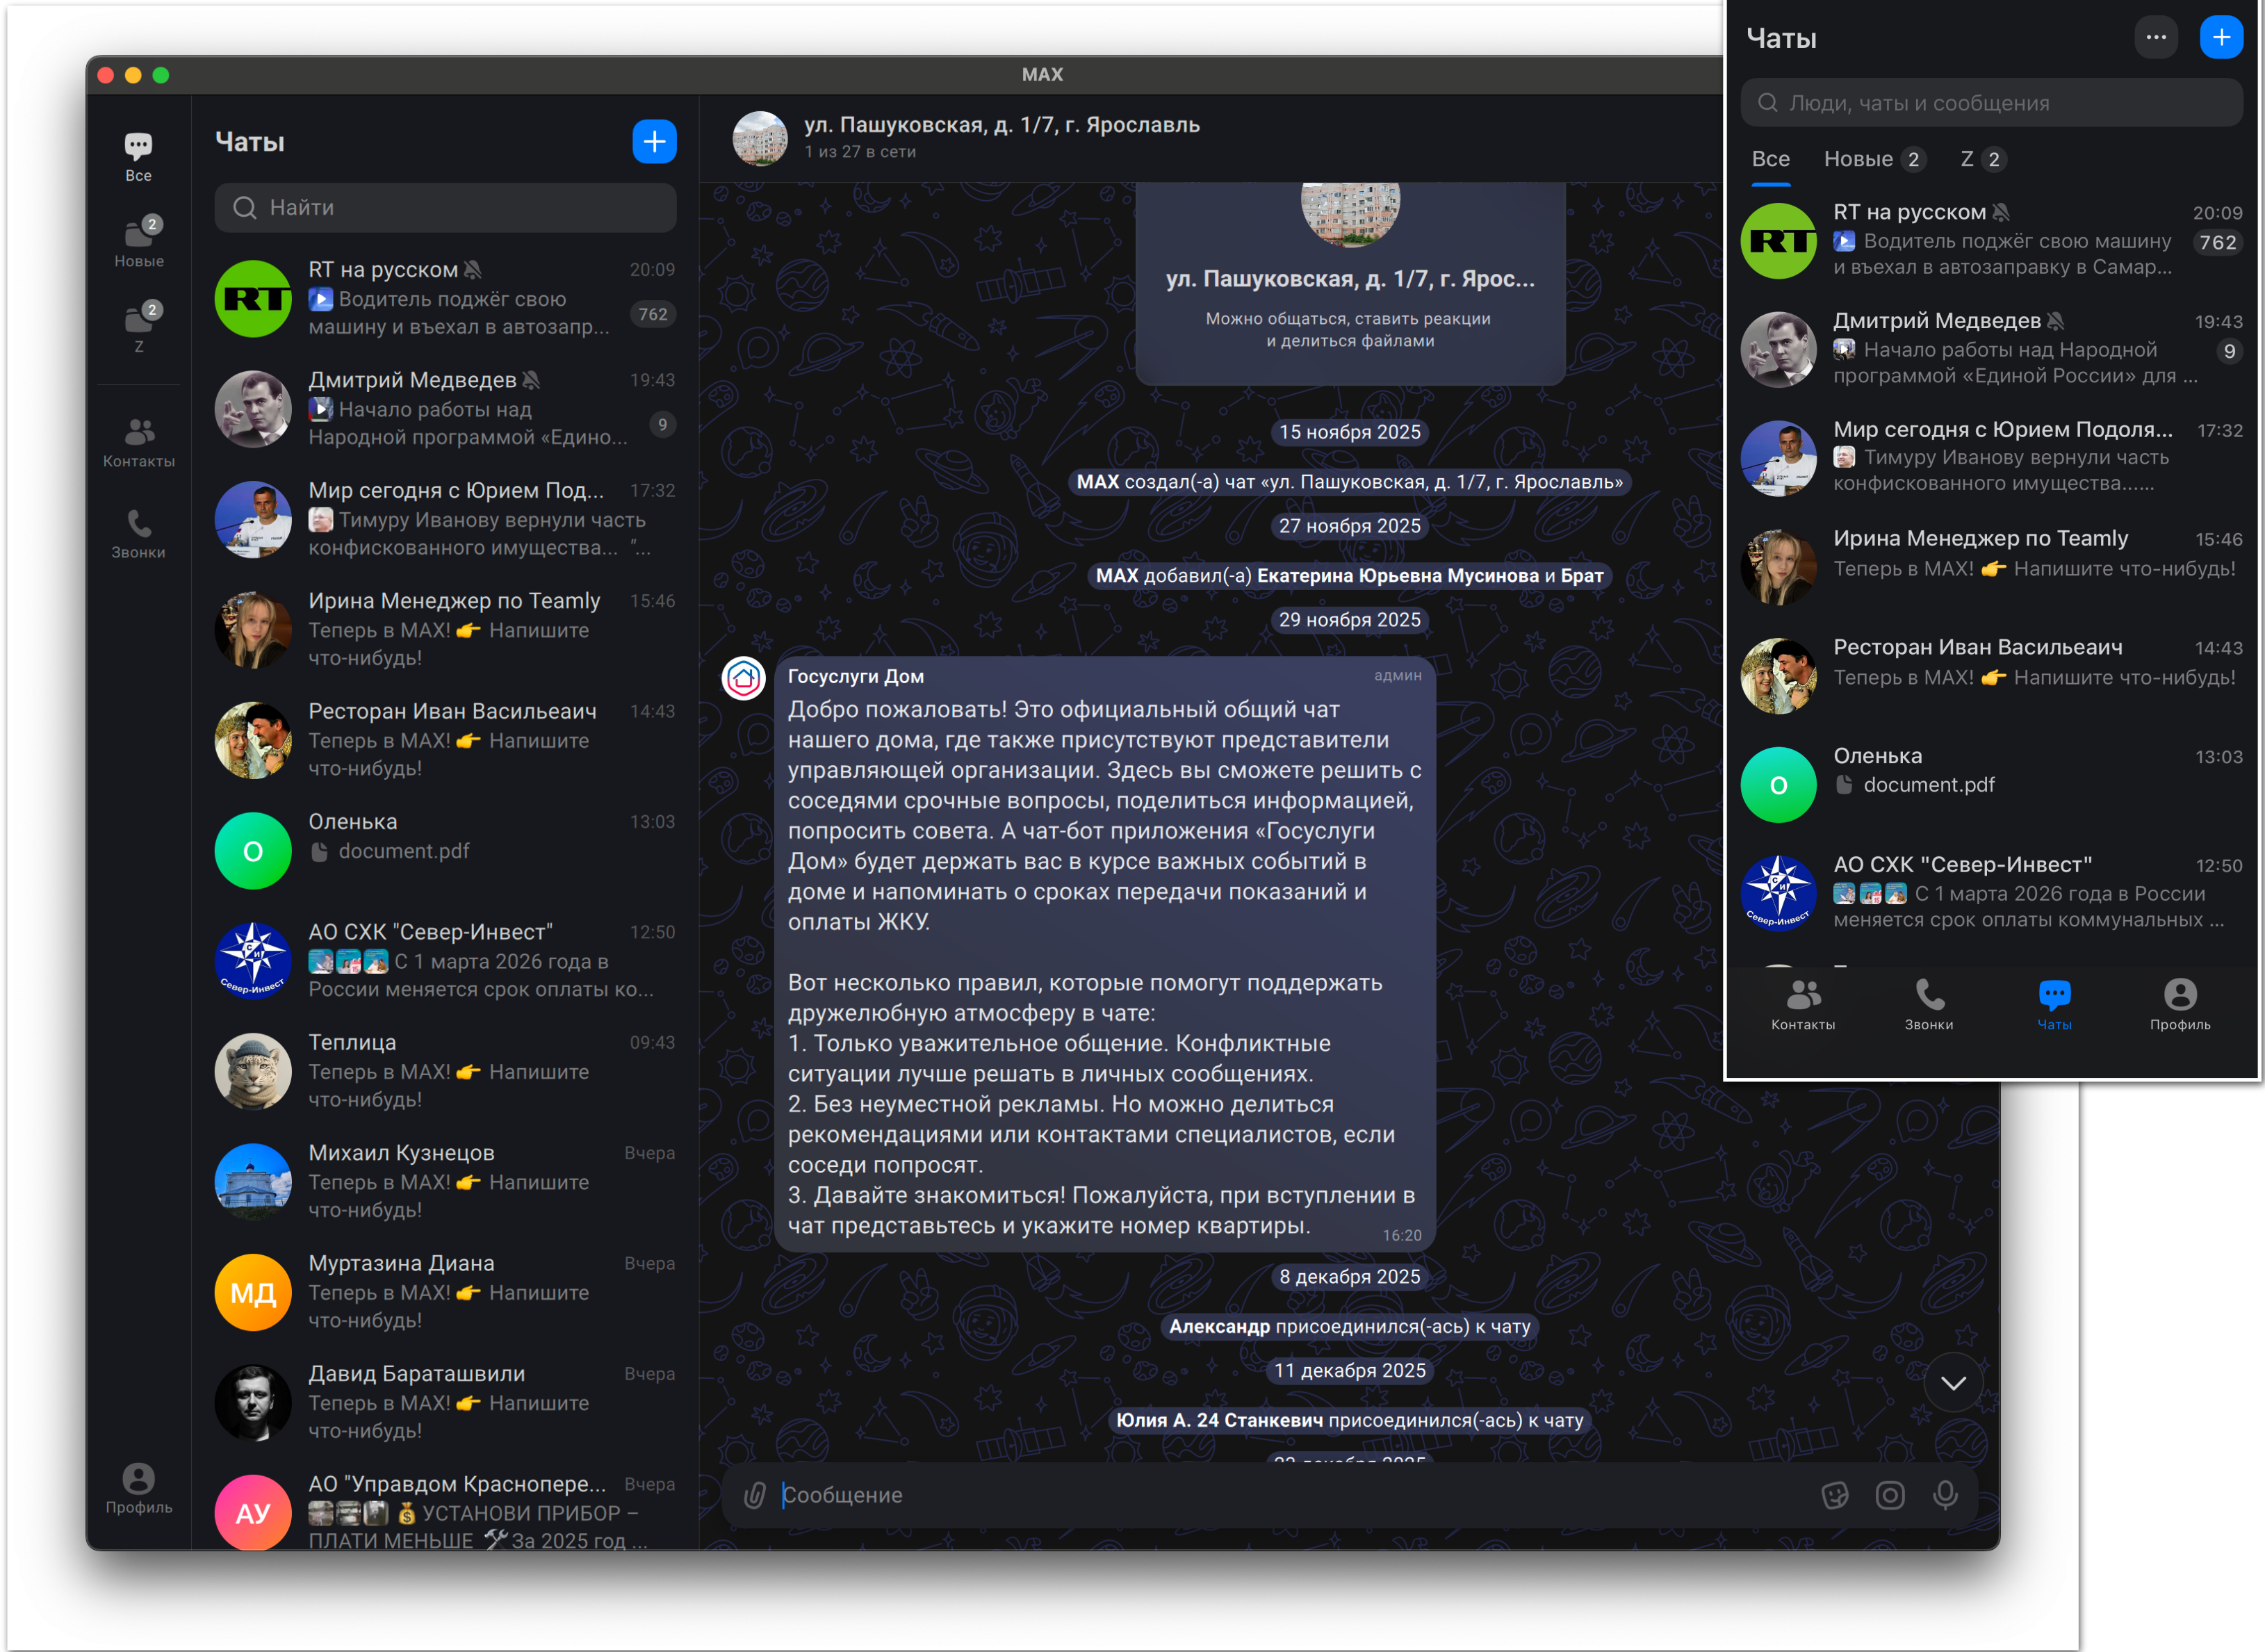 MAX
Все
2
Новые
2
Z
Контакты
Звонки
Профиль
Чаты
Найти
RT
RT на русском
20:09
Водитель поджёг свою
машину и въехал в автозапр...
762
Дмитрий Медведев
19:43
Начало работы над
Народной программой «Едино...
9
Мир сегодня с Юрием Под...
17:32
Тимуру Иванову вернули часть
конфискованного имущества... "...
Ирина Менеджер по Teamly
15:46
Теперь в MAX! 👉 Напишите
что-нибудь!
Ресторан Иван Васильеаич
14:43
Теперь в MAX! 👉 Напишите
что-нибудь!
О
Оленька
13:03
document.pdf
СИ
Север-Инвест
АО СХК "Север-Инвест"
12:50
С 1 марта 2026 года в
России меняется срок оплаты ко...
Теплица
09:43
Теперь в MAX! 👉 Напишите
что-нибудь!
Михаил Кузнецов
Вчера
Теперь в MAX! 👉 Напишите
что-нибудь!
МД
Муртазина Диана
Вчера
Теперь в MAX! 👉 Напишите
что-нибудь!
Давид Бараташвили
Вчера
Теперь в MAX! 👉 Напишите
что-нибудь!
АУ
АО "Управдом Краснопере...
Вчера
💰 УСТАНОВИ ПРИБОР –
ПЛАТИ МЕНЬШЕ 🛠За 2025 год ...
ул. Пашуковская, д. 1/7, г. Ярославль
1 из 27 в сети
ул. Пашуковская, д. 1/7, г. Ярос...
Можно общаться, ставить реакции
и делиться файлами
15 ноября 2025
MAX создал(-а) чат «ул. Пашуковская, д. 1/7, г. Ярославль»
27 ноября 2025
MAX добавил(-а) Екатерина Юрьевна Мусинова и Брат
29 ноября 2025
Госуслуги Дом
админ
Добро пожаловать! Это официальный общий чат
нашего дома, где также присутствуют представители
управляющей организации. Здесь вы сможете решить с
соседями срочные вопросы, поделиться информацией,
попросить совета. А чат-бот приложения «Госуслуги
Дом» будет держать вас в курсе важных событий в
доме и напоминать о сроках передачи показаний и
оплаты ЖКУ.
Вот несколько правил, которые помогут поддержать
дружелюбную атмосферу в чате:
1. Только уважительное общение. Конфликтные
ситуации лучше решать в личных сообщениях.
2. Без неуместной рекламы. Но можно делиться
рекомендациями или контактами специалистов, если
соседи попросят.
3. Давайте знакомиться! Пожалуйста, при вступлении в
чат представьтесь и укажите номер квартиры.
16:20
8 декабря 2025
Александр присоединился(-ась) к чату
11 декабря 2025
Юлия А. 24 Станкевич присоединился(-ась) к чату
Сообщение
Чаты
Люди, чаты и сообщения
Все
Новые 2
Z 2
RT
RT на русском
20:09
Водитель поджёг свою машину
и въехал в автозаправку в Самар...
762
Дмитрий Медведев
19:43
Начало работы над Народной
программой «Единой России» для ...
9
Мир сегодня с Юрием Подоля...
17:32
Тимуру Иванову вернули часть
конфискованного имущества......
Ирина Менеджер по Teamly
15:46
Теперь в MAX! 👉 Напишите что-нибудь!
Ресторан Иван Васильеаич
14:43
Теперь в MAX! 👉 Напишите что-нибудь!
О
Оленька
13:03
document.pdf
СИ
Север-Инвест
АО СХК "Север-Инвест"
12:50
С 1 марта 2026 года в России
меняется срок оплаты коммунальных ...
Контакты
Звонки
Чаты
Профиль